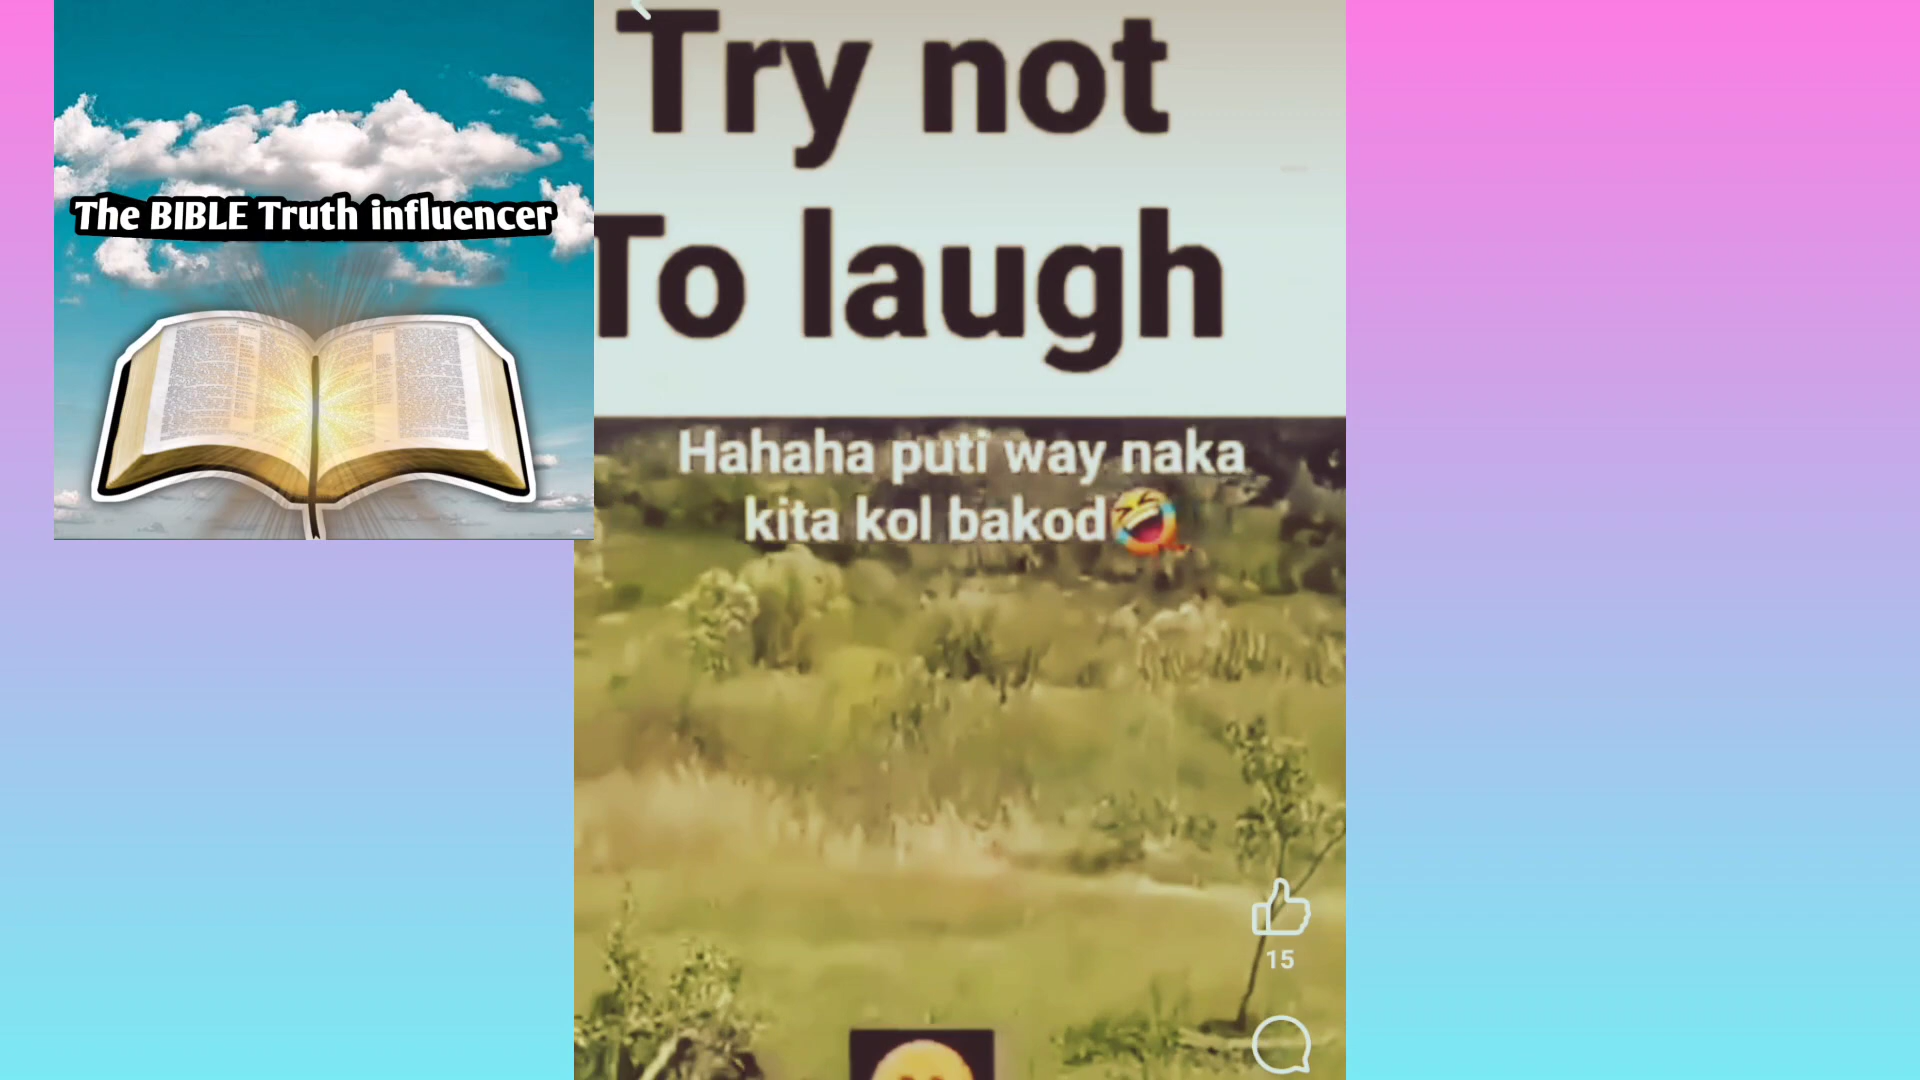 The BIBLE Truth influencer
Try not
To laugh
Hahaha puti way naka
kita kol bakod🤣
15